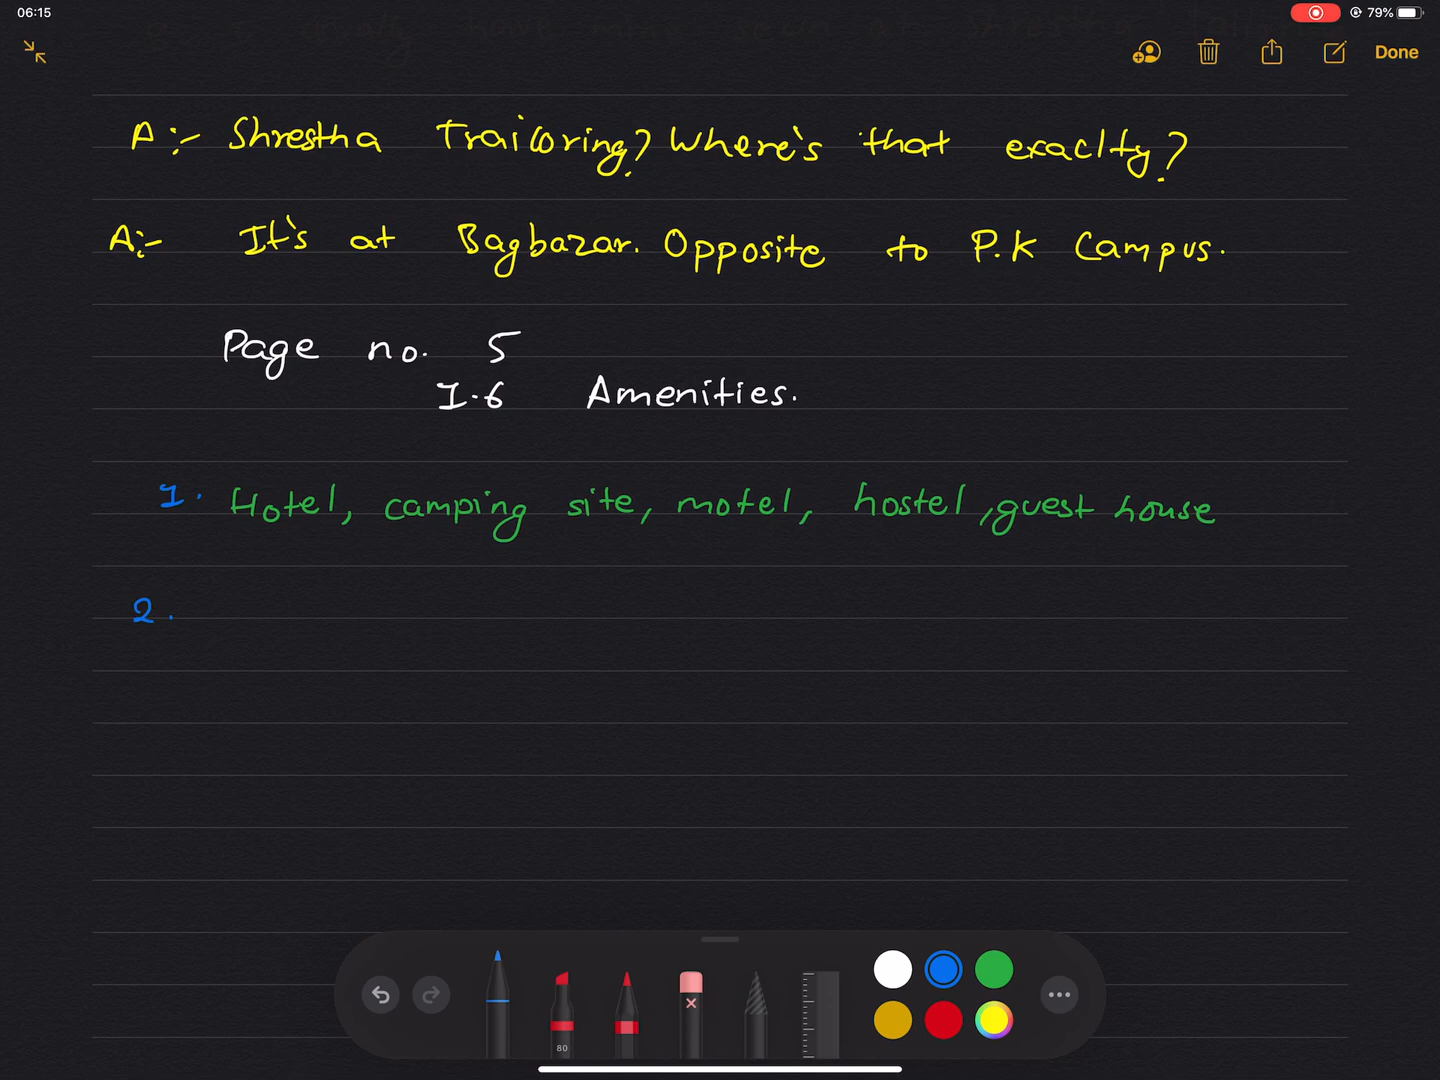 06:15
79%
Done
A:- Shrestha Trailoring? Where's that exaclty?
A:- It's at Bagbazar. Opposite to P.K Campus.
Page no. 5
I.6 Amenities.
1. Hotel, camping site, motel, hostel, guest house
2.
80